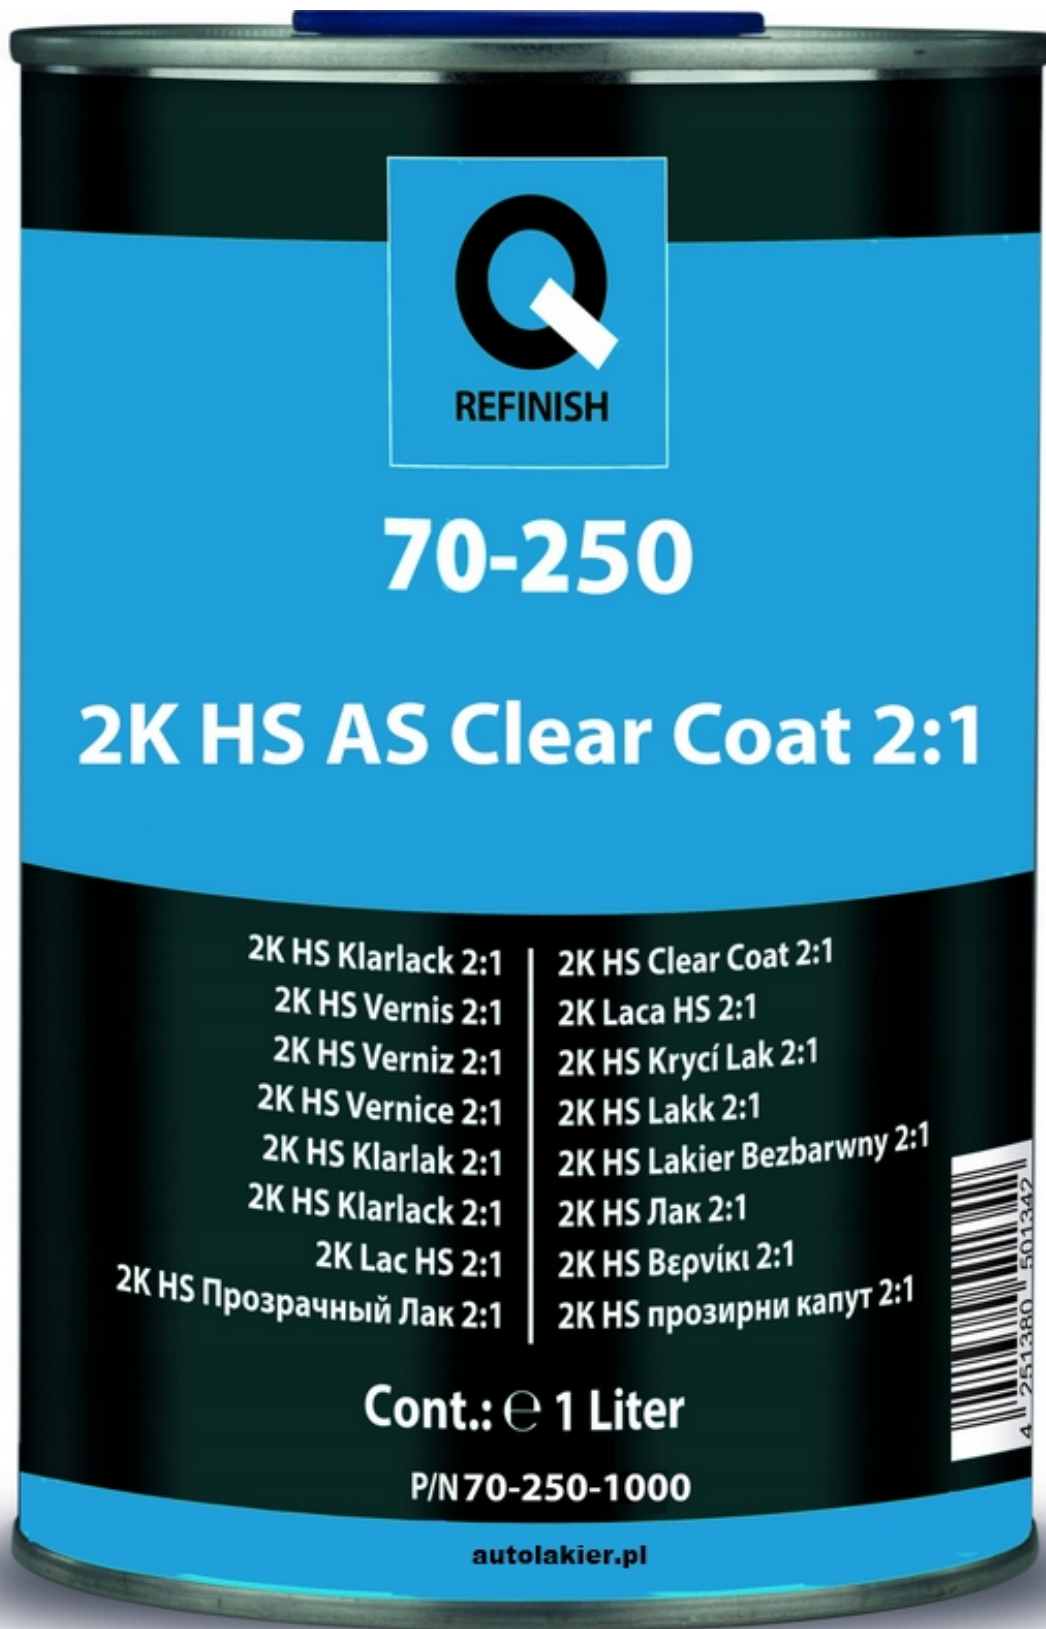 Q
REFINISH
70-250
2K HS AS Clear Coat 2:1
2K HS Klarlack 2:1
2K HS Vernis 2:1
2K HS Verniz 2:1
2K HS Vernice 2:1
2K HS Klarlak 2:1
2K HS Klarlack 2:1
2K Lac HS 2:1
2K HS Прозрачный Лак 2:1
2K HS Clear Coat 2:1
2K Laca HS 2:1
2K HS Krycí Lak 2:1
2K HS Lakk 2:1
2K HS Lakier Bezbarwny 2:1
2K HS Лак 2:1
2K HS Βερνίκι 2:1
2K HS прозирни капут 2:1
4 251380 501342
Cont.: ℮ 1 Liter
P/N 70-250-1000
autolakier.pl